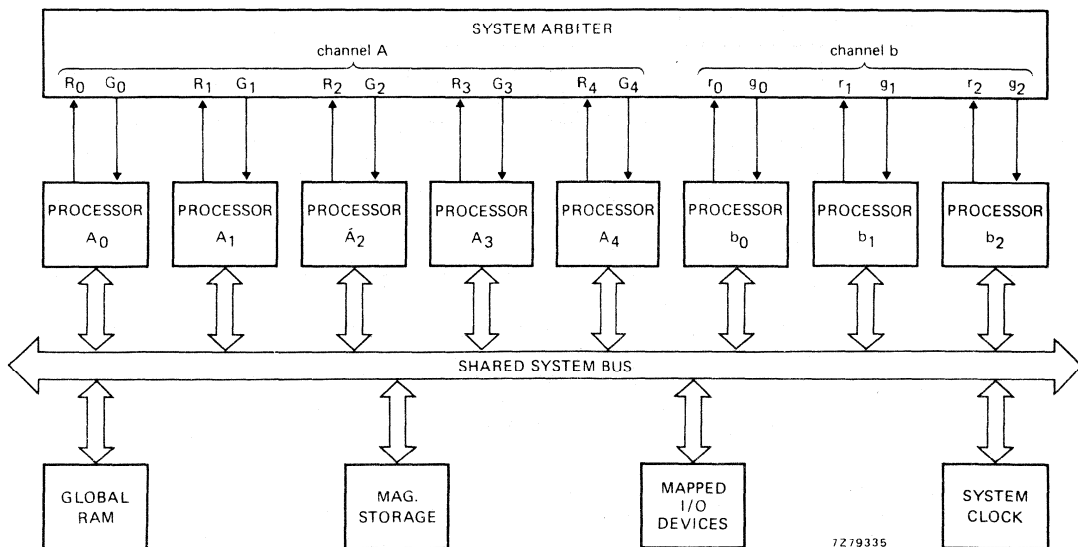 SYSTEM ARBITER
channel A channel b
R0 G0 R1 G1 R2 G2 R3 G3 R4 G4 r0 g0 r1 g1 r2 g2
PROCESSOR PROCESSOR PROCESSOR PROCESSOR PROCESSOR PROCESSOR PROCESSOR PROCESSOR
A0 A1 Á2 A3 A4 b0 b1 b2
SHARED SYSTEM BUS
GLOBAL RAM
MAG. STORAGE
MAPPED I/O DEVICES
SYSTEM CLOCK
7Z79335